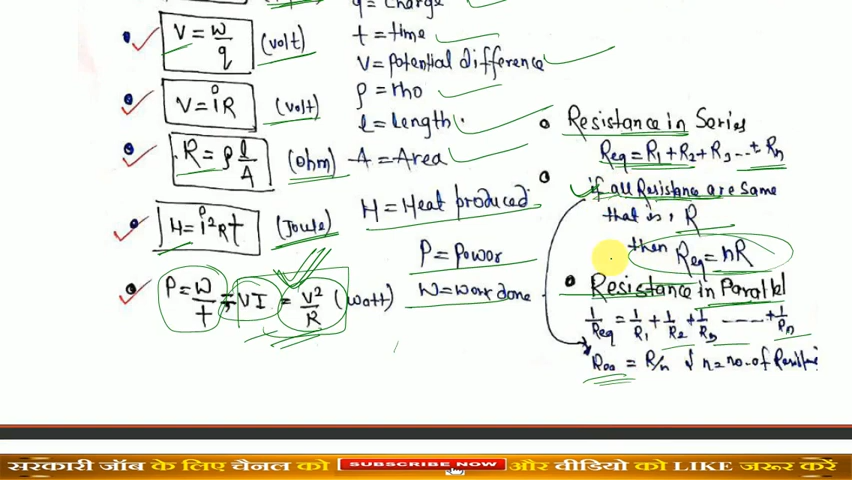 q = Charge
V = w/q (volt)
t = time
V = potential difference
V = iR (volt)
ρ = rho
l = Length
R = ρ l/A (ohm)
A = Area
H = i²Rt (Joule)
H = Heat produced
P = power
P = W/t = VI = V²/R (watt)
W = work done
Resistance in Series
Req = R1 + R2 + R3 ...+ Rn
if all Resistance are same
that is, R
then Req = nR
Resistance in Parallel
1/Req = 1/R1 + 1/R2 + 1/R3 ---- + 1/Rn
= R/n
n = no. of
सरकारी जॉब के लिए चैनल को SUBSCRIBE NOW और वीडियो को LIKE जरूर करें